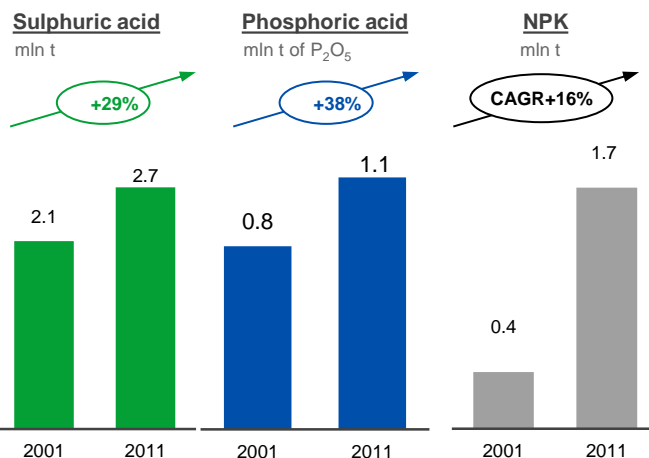 Sulphuric acid
mln t
+29%
2.1
2.7
2001 2011
Phosphoric acid
mln t of P₂O₅
+38%
0.8
1.1
2001 2011
NPK
mln t
CAGR+16%
0.4
1.7
2001 2011